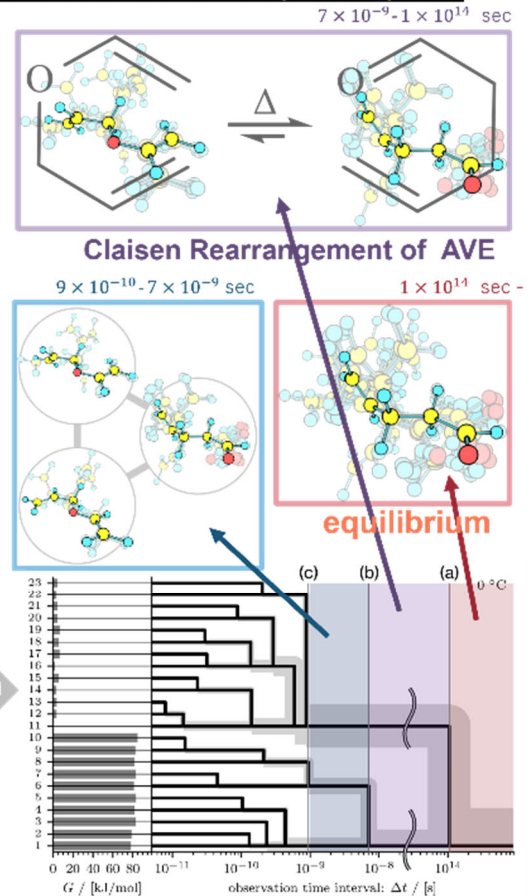 7 × 10⁻⁹-1 × 10¹⁴ sec
O
Δ
O
Claisen Rearrangement of AVE
9 × 10⁻¹⁰-7 × 10⁻⁹ sec
1 × 10¹⁴ sec -
equilibrium
(c) (b) (a) 0 °C
23
22
21
20
19
18
17
16
15
14
13
12
11
10
9
8
7
6
5
4
3
2
1
0 20 40 60 80 10⁻¹¹ 10⁻¹⁰ 10⁻⁹ 10⁻⁸ 10¹⁴
G / [kJ/mol] observation time interval: Δt / [s]